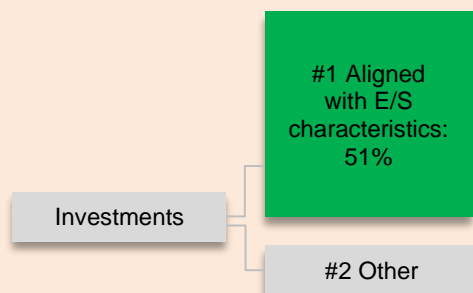 #1 Aligned
with E/S
characteristics:
51%
Investments
#2 Other